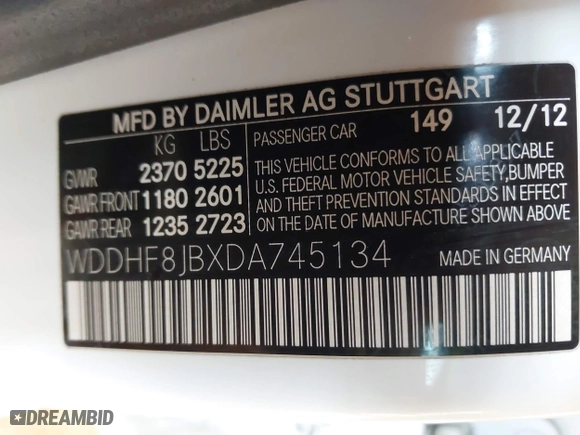 MFD BY DAIMLER AG STUTTGART
KG LBS
GVWR 2370 5225
GAWR FRONT 1180 2601
GAWR REAR 1235 2723
PASSENGER CAR 149 12/12
THIS VEHICLE CONFORMS TO ALL APPLICABLE
U.S. FEDERAL MOTOR VEHICLE SAFETY, BUMPER
AND THEFT PREVENTION STANDARDS IN EFFECT
ON THE DATE OF MANUFACTURE SHOWN ABOVE.
WDDHF8JBXDA745134
MADE IN GERMANY
DREAMBID